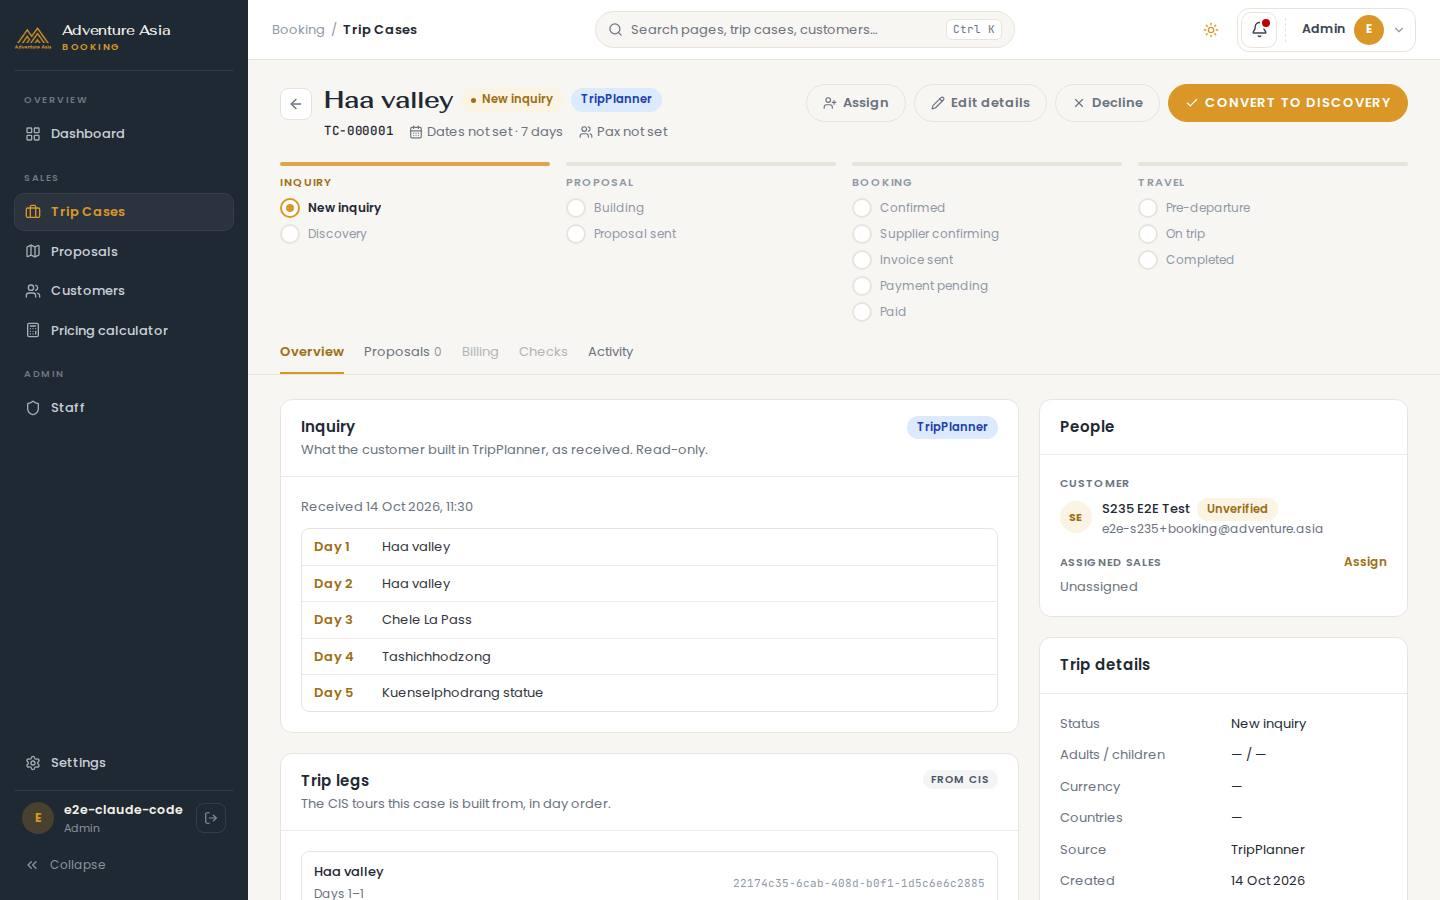 Adventure Asia
Adventure Asia
BOOKING
OVERVIEW
Dashboard
SALES
Trip Cases
Proposals
Customers
Pricing calculator
ADMIN
Staff
Settings
E
e2e-claude-code
Admin
Collapse
Booking / Trip Cases
Search pages, trip cases, customers...
Ctrl K
Admin
E
Haa valley
New inquiry
TripPlanner
Assign
Edit details
Decline
CONVERT TO DISCOVERY
TC-000001
Dates not set · 7 days
Pax not set
INQUIRY
New inquiry
Discovery
PROPOSAL
Building
Proposal sent
BOOKING
Confirmed
Supplier confirming
Invoice sent
Payment pending
Paid
TRAVEL
Pre-departure
On trip
Completed
Overview
Proposals 0
Billing
Checks
Activity
Inquiry
TripPlanner
What the customer built in TripPlanner, as received. Read-only.
Received 14 Oct 2026, 11:30
Day 1 Haa valley
Day 2 Haa valley
Day 3 Chele La Pass
Day 4 Tashichhodzong
Day 5 Kuenselphodrang statue
Trip legs
FROM CIS
The CIS tours this case is built from, in day order.
Haa valley
Days 1–1
22174c35-6cab-408d-b0f1-1d5c6e6c2885
People
CUSTOMER
SE
S235 E2E Test
Unverified
e2e-s235+booking@adventure.asia
ASSIGNED SALES
Assign
Unassigned
Trip details
Status New inquiry
Adults / children — / —
Currency —
Countries —
Source TripPlanner
Created 14 Oct 2026